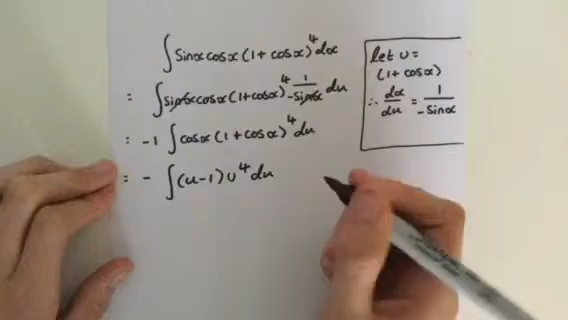 ∫ sinx cosx (1 + cosx)⁴ dx
= ∫ sinx cosx (1 + cosx)⁴ 1/-sinx du
= -1 ∫ cosx (1 + cosx)⁴ du
= - ∫ (u-1) u⁴ du
let u =
(1 + cosx)
∴ dx/du = 1/-sinx